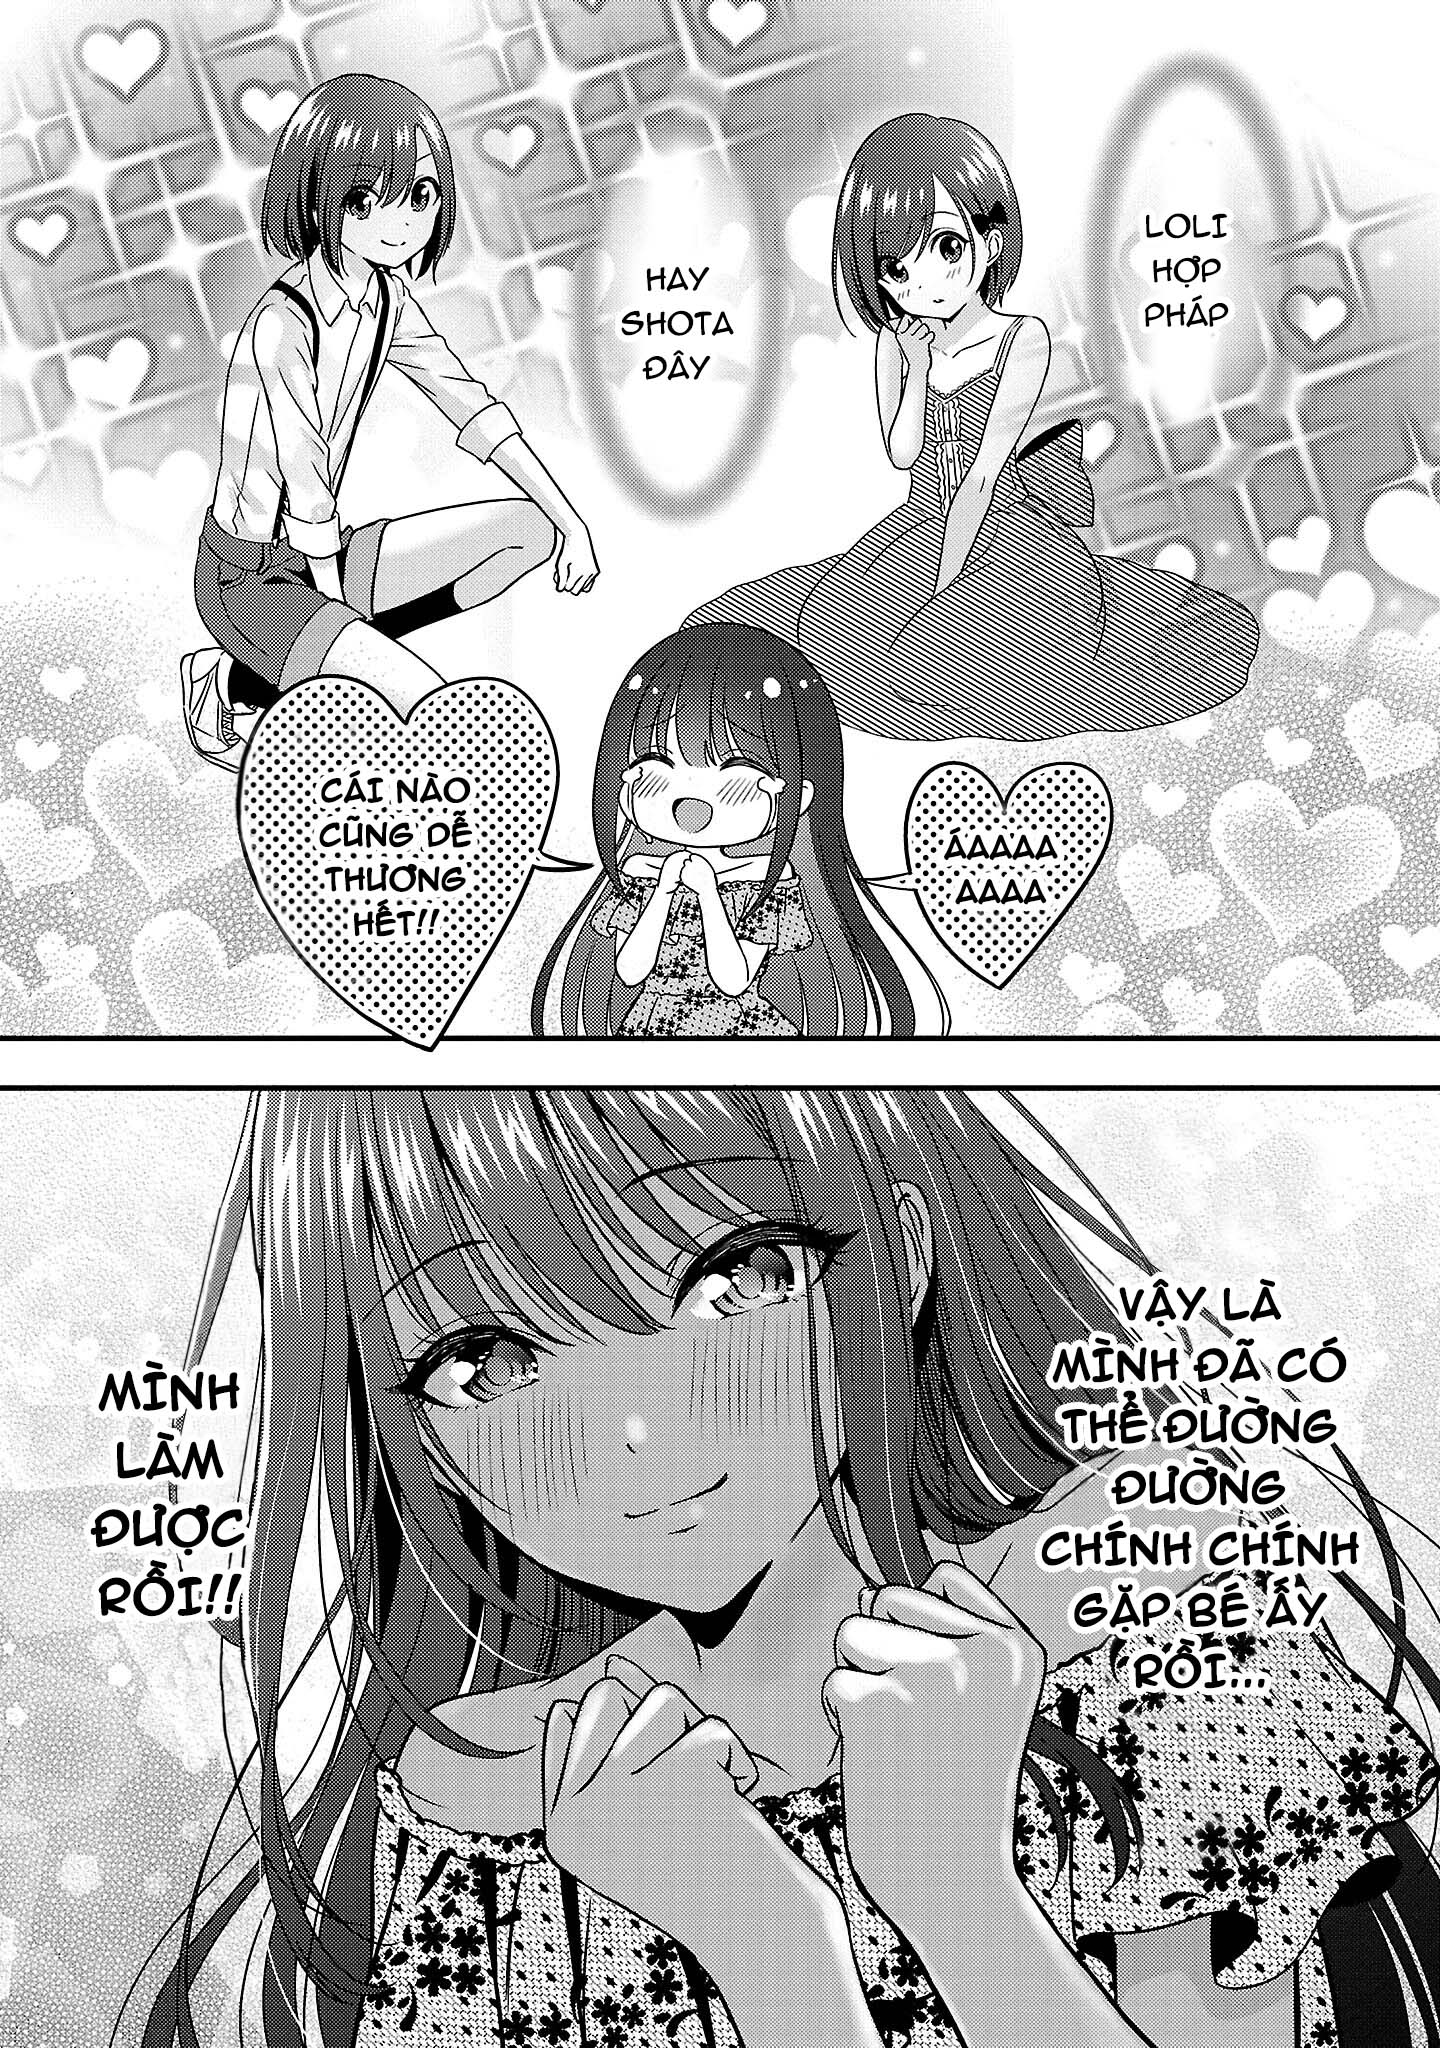 LOLI
HỢP
PHÁP
HAY
SHOTA
ĐÂY
ÁAAAA
AAAA
CÁI NÀO
CŨNG DỄ
THƯƠNG
HẾT!!
VẬY LÀ
MÌNH ĐÃ CÓ
THỂ ĐƯỜNG
ĐƯỜNG
CHÍNH CHÍNH
GẶP BÉ ẤY
RỒI...
MÌNH
LÀM
ĐƯỢC
RỒI!!